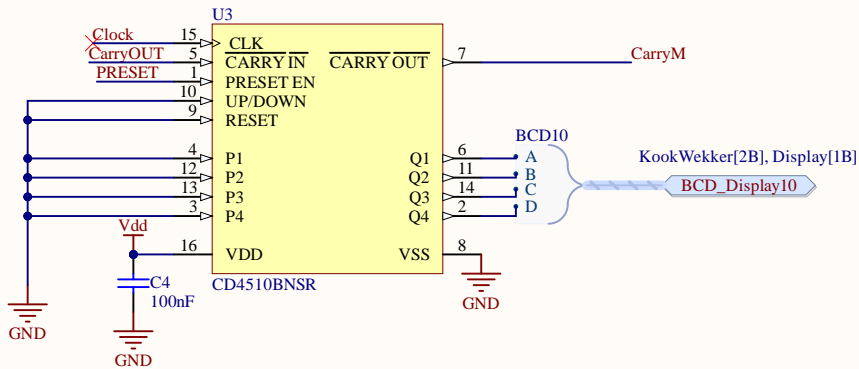 U3
Clock 15 CLK
CarryOUT 5 CARRY IN CARRY OUT 7 CarryM
PRESET 1 PRESET EN
10 UP/DOWN
9 RESET
BCD10
4 P1 Q1 6 A
12 P2 Q2 11 B
13 P3 Q3 14 C
3 P4 Q4 2 D
KookWekker[2B], Display[1B]
BCD_Display10
Vdd
16 VDD VSS 8
C4
100nF
CD4510BNSR
GND
GND
GND